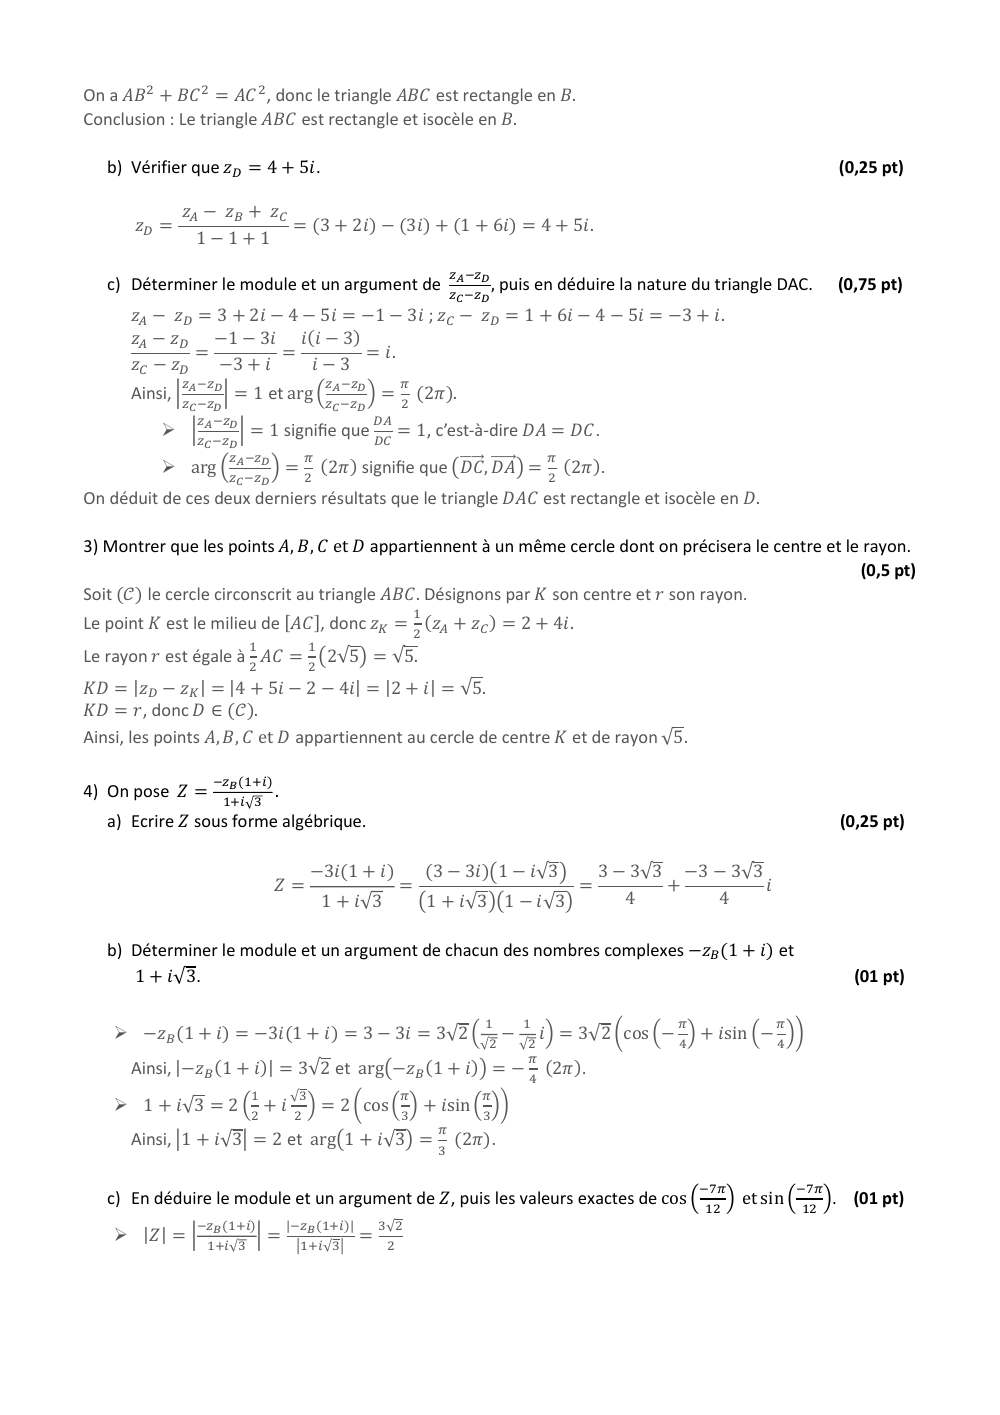 On a AB² + BC² = AC², donc le triangle ABC est rectangle en B.
Conclusion : Le triangle ABC est rectangle et isocèle en B.
b) Vérifier que z_D = 4 + 5i. (0,25 pt)
z_D = (z_A − z_B + z_C)/(1 − 1 + 1) = (3 + 2i) − (3i) + (1 + 6i) = 4 + 5i.
c) Déterminer le module et un argument de (z_A−z_D)/(z_C−z_D), puis en déduire la nature du triangle DAC. (0,75 pt)
z_A − z_D = 3 + 2i − 4 − 5i = −1 − 3i ; z_C − z_D = 1 + 6i − 4 − 5i = −3 + i.
(z_A − z_D)/(z_C − z_D) = (−1 − 3i)/(−3 + i) = i(i − 3)/(i − 3) = i.
Ainsi, |(z_A−z_D)/(z_C−z_D)| = 1 et arg((z_A−z_D)/(z_C−z_D)) = π/2 (2π).
➢ |(z_A−z_D)/(z_C−z_D)| = 1 signifie que DA/DC = 1, c’est-à-dire DA = DC.
➢ arg((z_A−z_D)/(z_C−z_D)) = π/2 (2π) signifie que (DC⃗, DA⃗) = π/2 (2π).
On déduit de ces deux derniers résultats que le triangle DAC est rectangle et isocèle en D.
3) Montrer que les points A, B, C et D appartiennent à un même cercle dont on précisera le centre et le rayon.
(0,5 pt)
Soit (𝒞) le cercle circonscrit au triangle ABC. Désignons par K son centre et r son rayon.
Le point K est le milieu de [AC], donc z_K = 1/2 (z_A + z_C) = 2 + 4i.
Le rayon r est égale à 1/2 AC = 1/2 (2√5) = √5.
KD = |z_D − z_K| = |4 + 5i − 2 − 4i| = |2 + i| = √5.
KD = r, donc D ∈ (𝒞).
Ainsi, les points A, B, C et D appartiennent au cercle de centre K et de rayon √5.
4) On pose Z = −z_B(1+i)/(1+i√3).
a) Ecrire Z sous forme algébrique. (0,25 pt)
Z = −3i(1 + i)/(1 + i√3) = (3 − 3i)(1 − i√3)/((1 + i√3)(1 − i√3)) = (3 − 3√3)/4 + (−3 − 3√3)/4 i
b) Déterminer le module et un argument de chacun des nombres complexes −z_B(1 + i) et
1 + i√3. (01 pt)
➢ −z_B(1 + i) = −3i(1 + i) = 3 − 3i = 3√2 (1/√2 − 1/√2 i) = 3√2 (cos(−π/4) + isin(−π/4))
Ainsi, |−z_B(1 + i)| = 3√2 et arg(−z_B(1 + i)) = − π/4 (2π).
➢ 1 + i√3 = 2 (1/2 + i √3/2) = 2 (cos(π/3) + isin(π/3))
Ainsi, |1 + i√3| = 2 et arg(1 + i√3) = π/3 (2π).
c) En déduire le module et un argument de Z, puis les valeurs exactes de cos(−7π/12) et sin(−7π/12). (01 pt)
➢ |Z| = |−z_B(1+i)/(1+i√3)| = |−z_B(1+i)|/|1+i√3| = 3√2/2